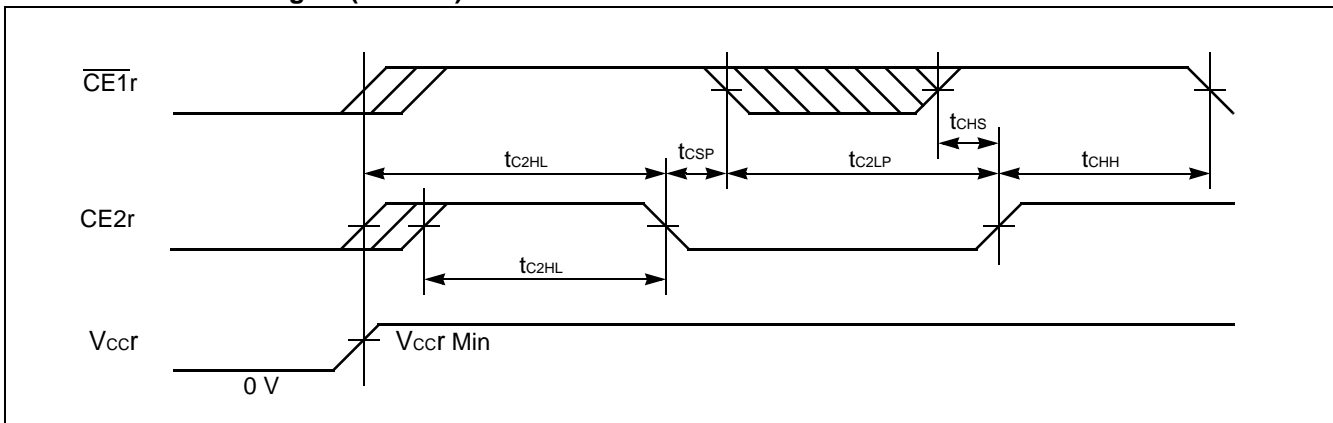 CE1r
tCHS
tC2HL tCSP tC2LP tCHH
CE2r
tC2HL
VCCr VCCr Min
0 V